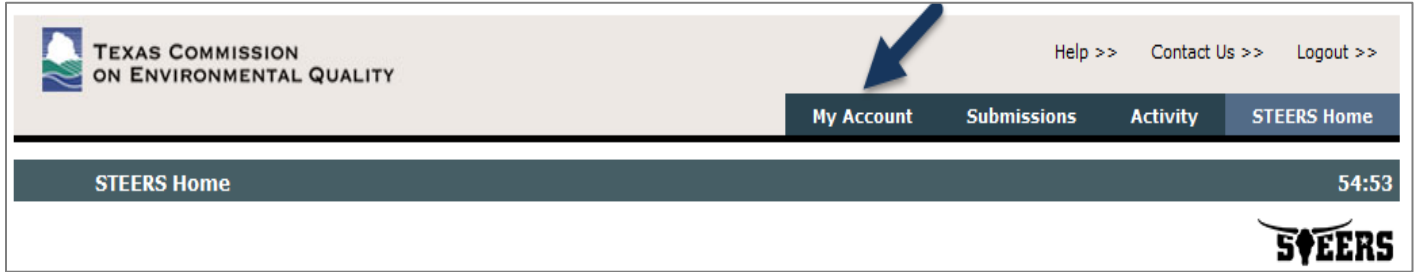 TEXAS COMMISSION
ON ENVIRONMENTAL QUALITY
Help >> Contact Us >> Logout >>
My Account Submissions Activity STEERS Home
STEERS Home 54:53
STEERS